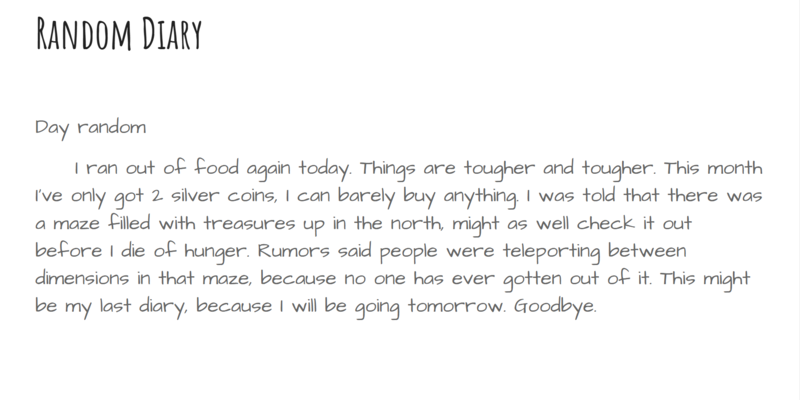 Random Diary
Day random
I ran out of food again today. Things are tougher and tougher. This month
I've only got 2 silver coins, I can barely buy anything. I was told that there was
a maze filled with treasures up in the north, might as well check it out
before I die of hunger. Rumors said people were teleporting between
dimensions in that maze, because no one has ever gotten out of it. This might
be my last diary, because I will be going tomorrow. Goodbye.